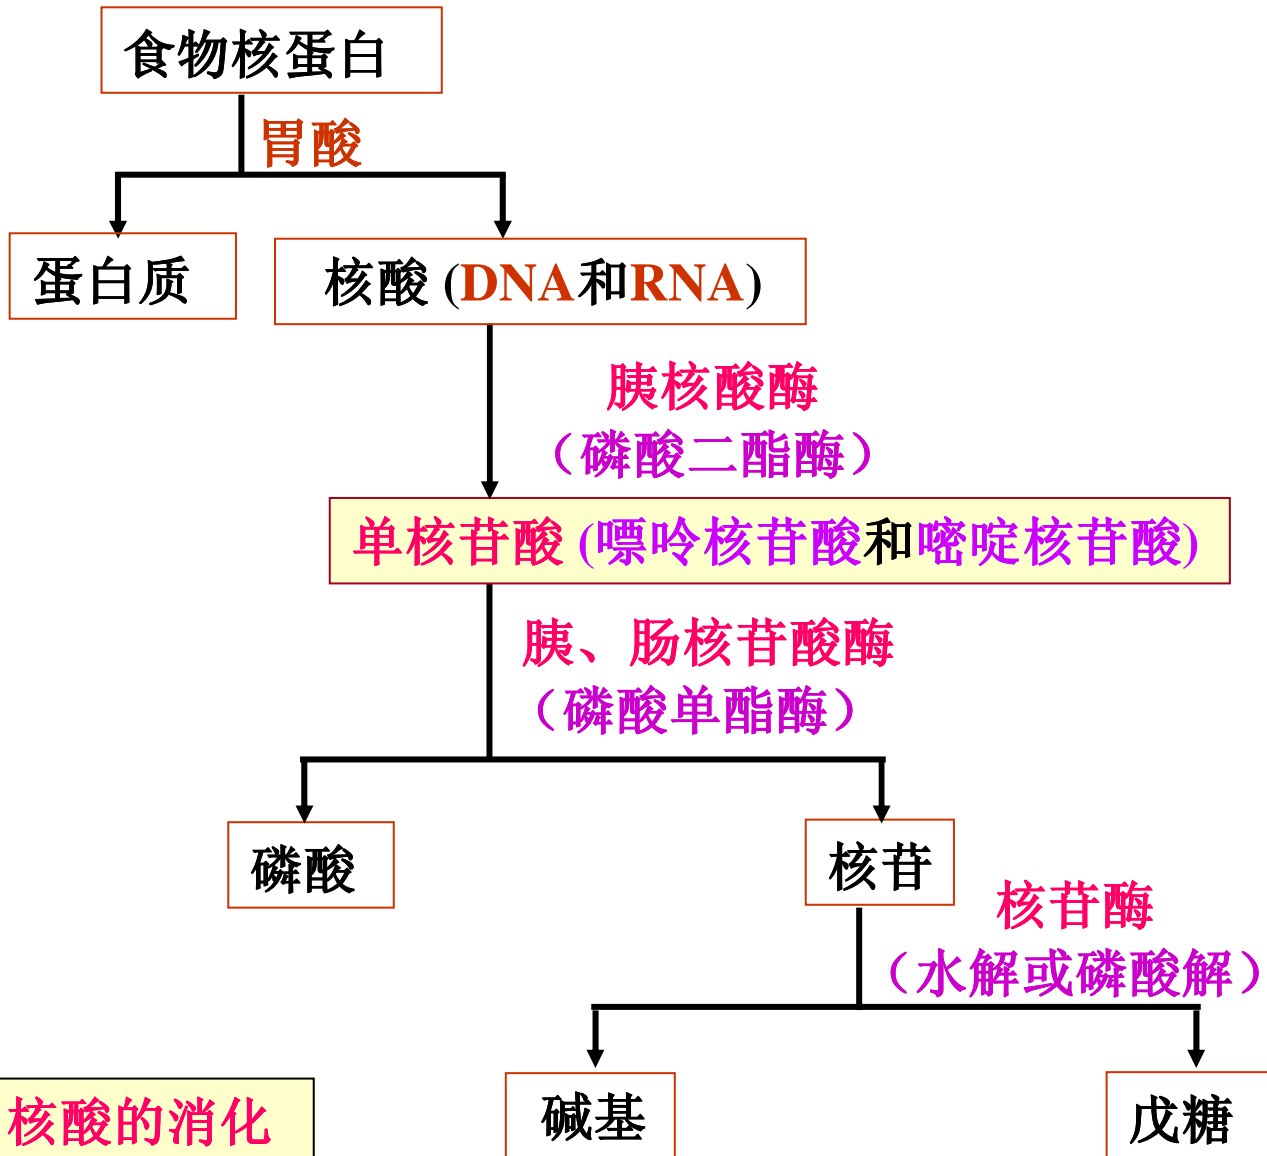 食物核蛋白
胃酸
蛋白质
核酸 (DNA和RNA)
胰核酸酶
（磷酸二酯酶）
单核苷酸 (嘌呤核苷酸和嘧啶核苷酸)
胰、肠核苷酸酶
（磷酸单酯酶）
磷酸
核苷
核苷酶
（水解或磷酸解）
核酸的消化
碱基
戊糖